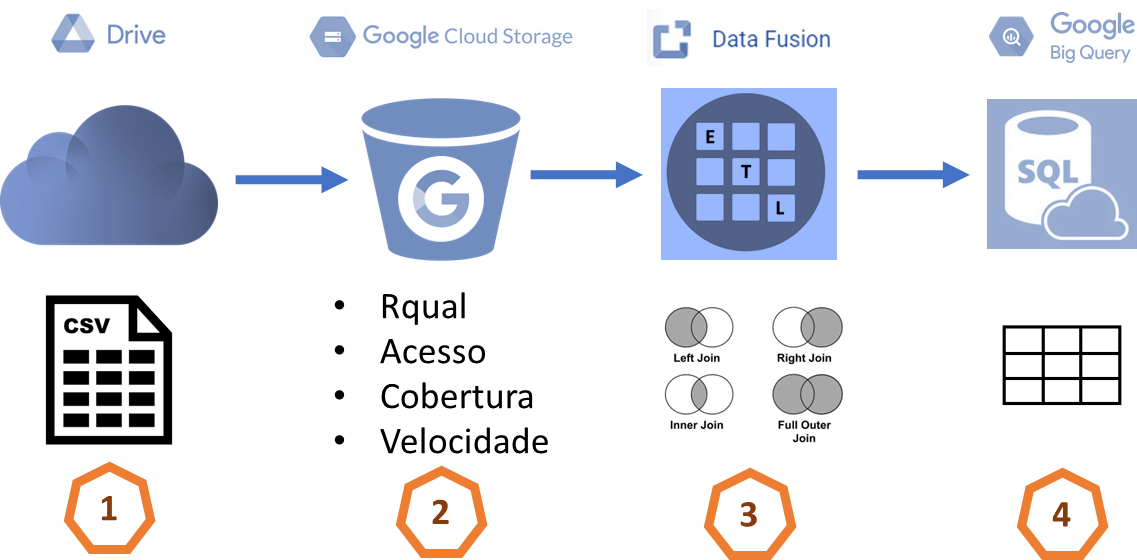 Drive
Google Cloud Storage
Data Fusion
Google
Big Query
E
T
L
G
SQL
CSV
• Rqual
• Acesso
• Cobertura
• Velocidade
Left Join
Right Join
Inner Join
Full Outer
Join
1
2
3
4